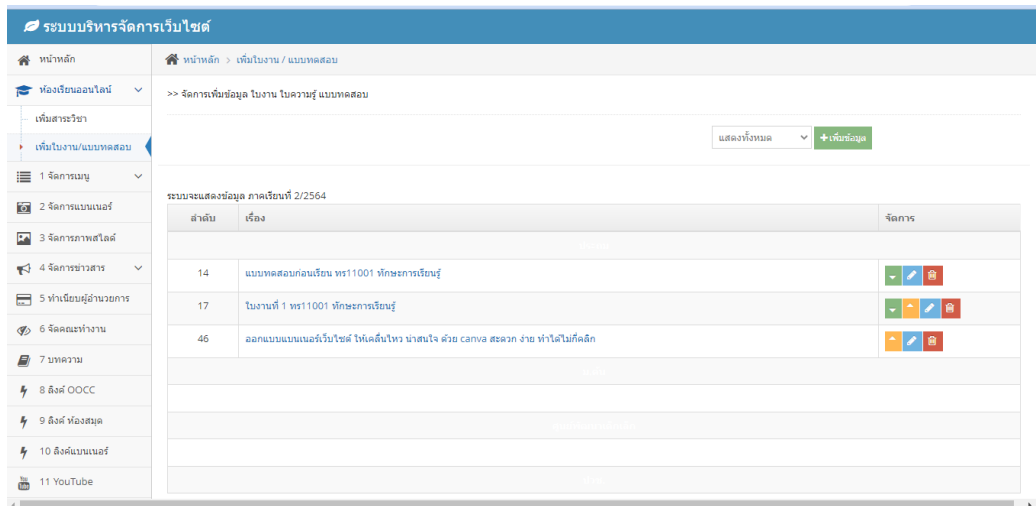 ระบบบริหารจัดการเว็บไซต์
หน้าหลัก
ห้องเรียนออนไลน์
เพิ่มสาระวิชา
เพิ่มใบงาน/แบบทดสอบ
1 จัดการเมนู
2 จัดการแบนเนอร์
3 จัดการภาพสไลด์
4 จัดการข่าวสาร
5 ทำเนียบผู้อำนวยการ
6 จัดคณะทำงาน
7 บทความ
8 ลิงค์ OOCC
9 ลิงค์ ห้องสมุด
10 ลิงค์แบนเนอร์
11 YouTube
หน้าหลัก > เพิ่มใบงาน / แบบทดสอบ
>> จัดการเพิ่มข้อมูล ใบงาน ใบความรู้ แบบทดสอบ
แสดงทั้งหมด +เพิ่มข้อมูล
ระบบจะแสดงข้อมูล ภาคเรียนที่ 2/2564
ลำดับ เรื่อง จัดการ
14 แบบทดสอบก่อนเรียน ทร11001 ทักษะการเรียนรู้
17 ใบงานที่ 1 ทร11001 ทักษะการเรียนรู้
46 ออกแบบแบนเนอร์เว็บไซต์ ให้เคลื่อนไหว น่าสนใจ ด้วย canva สะดวก ง่าย ทำได้ไม่กี่คลิก